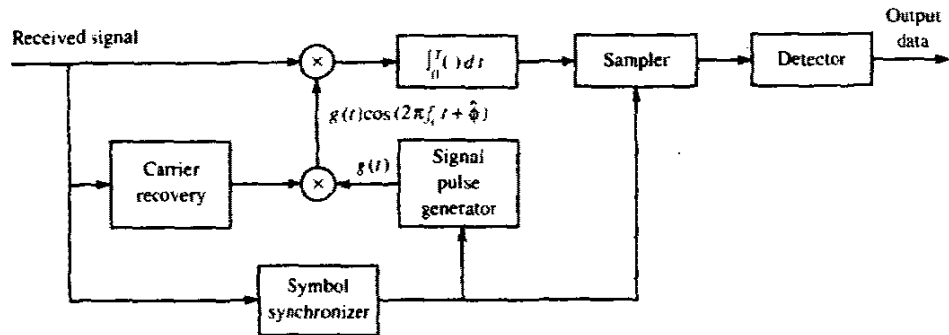 Output
data
Received signal
∫₀ᵀ( ) dt
Sampler
Detector
×
g(t)cos(2πf_c t + φ̂)
Carrier
recovery
×
g(t)
Signal
pulse
generator
Symbol
synchronizer